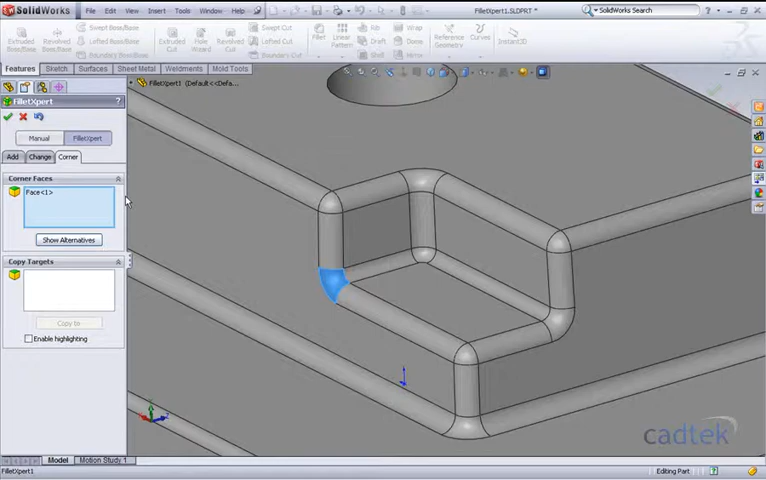 SolidWorks
File Edit View Insert Tools Window Help
FilletXpert1.SLDPRT *
SolidWorks Search
Extruded Boss/Base
Revolved Boss/Base
Swept Boss/Base
Lofted Boss/Base
Boundary Boss/Base
Extruded Cut
Hole Wizard
Revolved Cut
Swept Cut
Lofted Cut
Boundary Cut
Fillet
Linear Pattern
Rib
Draft
Shell
Wrap
Dome
Mirror
Reference Geometry
Curves
Instant3D
Features Sketch Surfaces Sheet Metal Weldments Mold Tools
FilletXpert1 (Default<<Defa...
FilletXpert ?
Manual FilletXpert
Add Change Corner
Corner Faces
Face<1>
Show Alternatives
Copy Targets
Copy to
Enable highlighting
cadtek
Model Motion Study 1
FilletXpert1
Editing Part